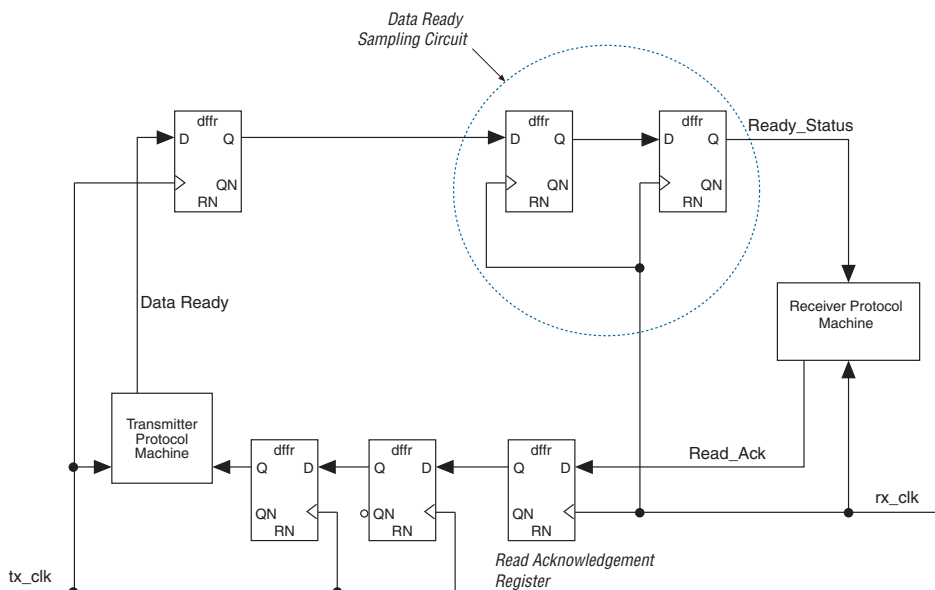 Data Ready
Sampling Circuit
dffr
D Q
QN
RN
dffr
D Q
QN
RN
dffr
D Q
QN
RN
Ready_Status
Data Ready
Receiver Protocol
Machine
Transmitter
Protocol
Machine
dffr
Q D
QN
RN
dffr
Q D
QN
RN
dffr
Q D
QN
RN
Read_Ack
rx_clk
Read Acknowledgement
Register
tx_clk